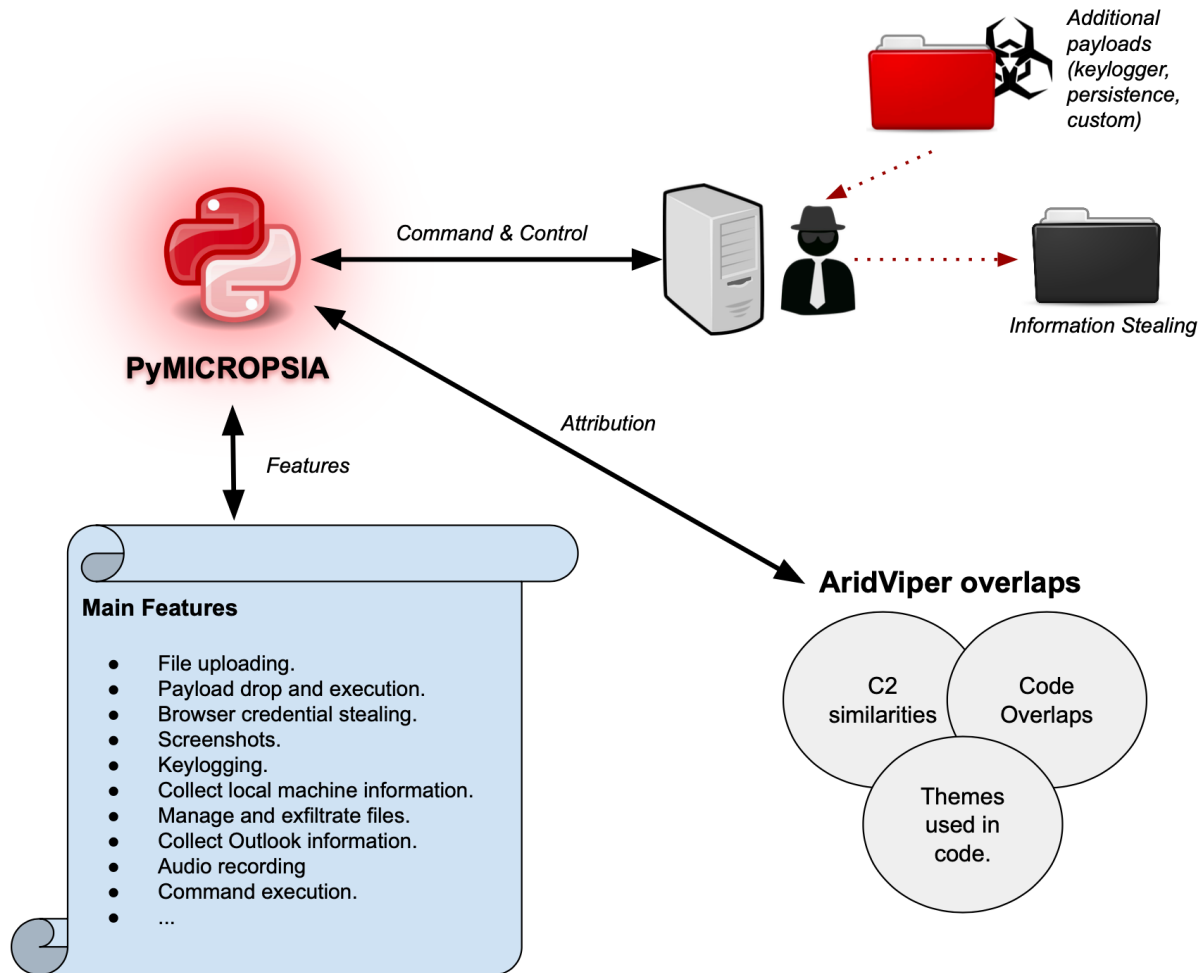 Additional
payloads
(keylogger,
persistence,
custom)
Command & Control
Information Stealing
PyMICROPSIA
Attribution
Features
Main Features
● File uploading.
● Payload drop and execution.
● Browser credential stealing.
● Screenshots.
● Keylogging.
● Collect local machine information.
● Manage and exfiltrate files.
● Collect Outlook information.
● Audio recording
● Command execution.
● ...
AridViper overlaps
C2
similarities
Code
Overlaps
Themes
used in
code.